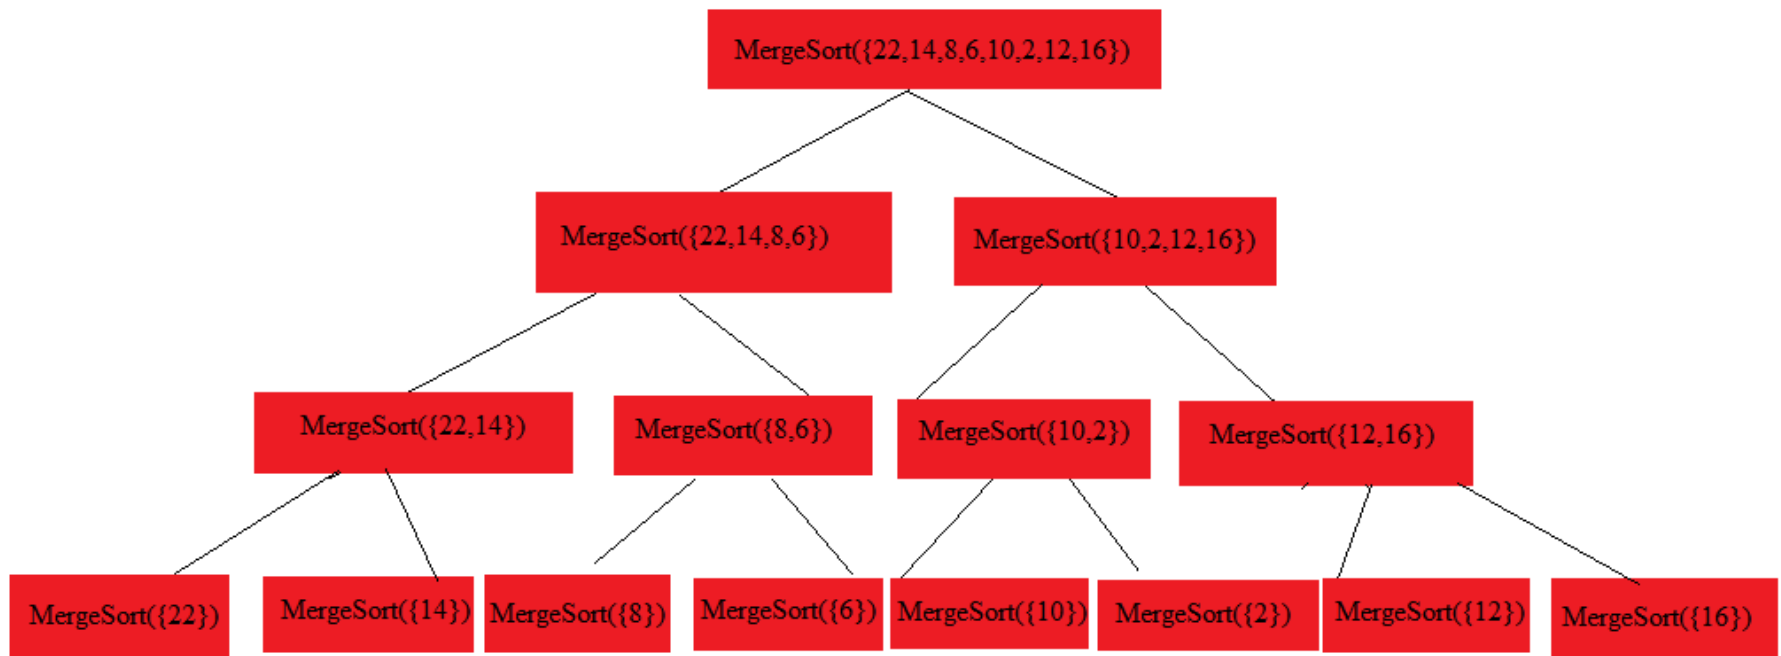 MergeSort({22,14,8,6,10,2,12,16})
MergeSort({22,14,8,6})
MergeSort({10,2,12,16})
MergeSort({22,14})
MergeSort({8,6})
MergeSort({10,2})
MergeSort({12,16})
MergeSort({22})
MergeSort({14})
MergeSort({8})
MergeSort({6})
MergeSort({10})
MergeSort({2})
MergeSort({12})
MergeSort({16})